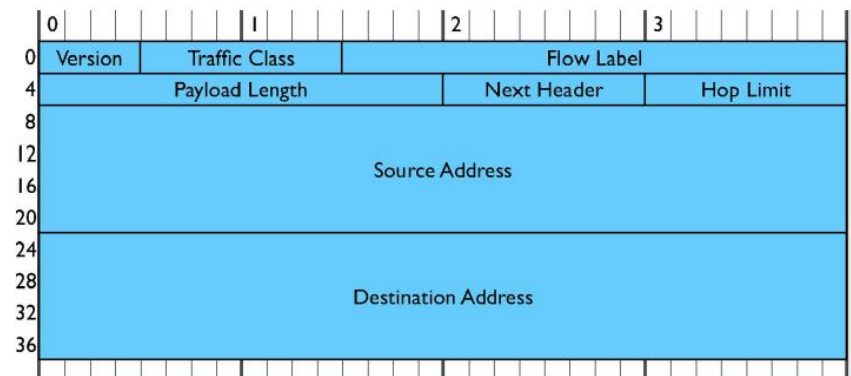 0 1 2 3
0 Version Traffic Class Flow Label
4 Payload Length Next Header Hop Limit
8
12
Source Address
16
20
24
28
Destination Address
32
36